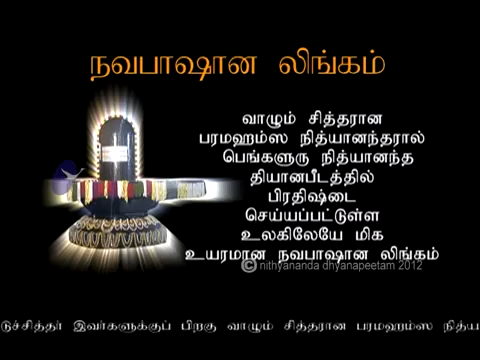 நவபாஷான லிங்கம்
வாழும் சித்தரான
பரமஹம்ஸ நித்யானந்தரால்
பெங்களுரு நித்யானந்த
தியானபீடத்தில்
பிரதிஷ்டை
செய்யப்பட்டுள்ள
உலகிலேயே மிக
உயரமான நவபாஷான லிங்கம்
© nithyananda dhyanapeetam 2012
டுச்சித்தர் இவர்களுக்குப் பிறகு வாழும் சித்தரான பரமஹம்ஸ நித்ய